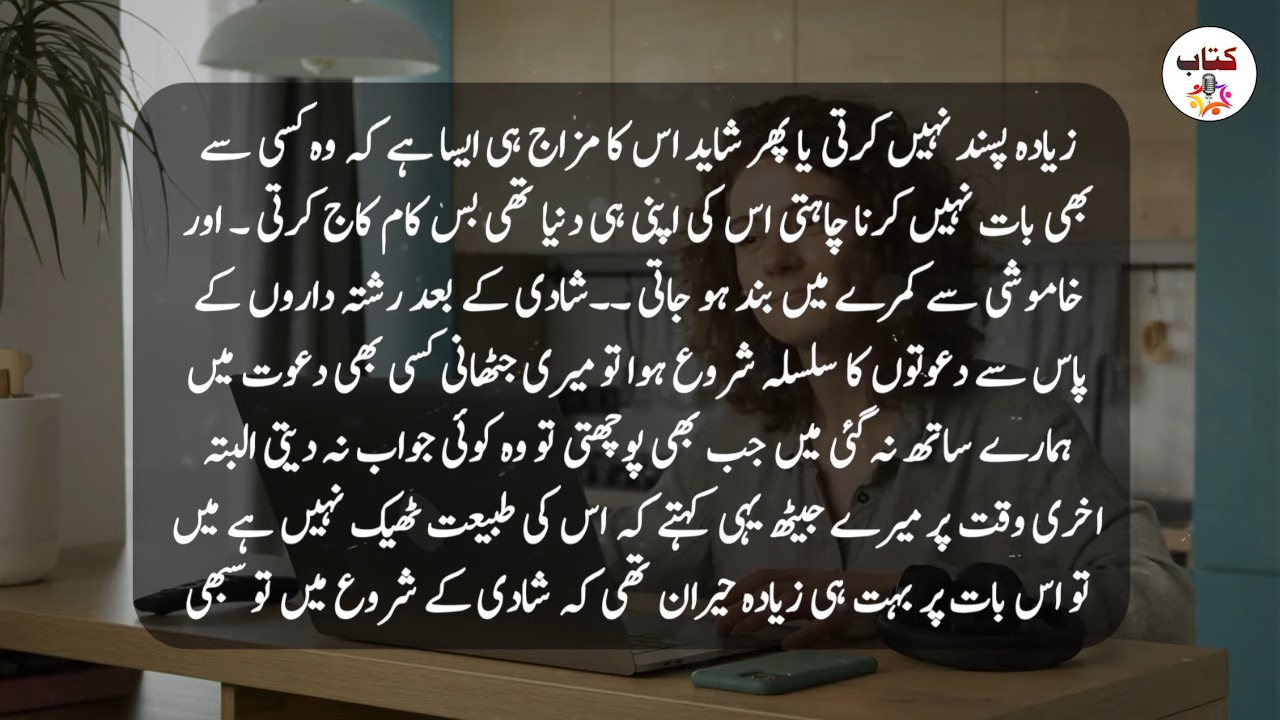 کتاب
زیادہ پسند نہیں کرتی یا پھر شاید اس کا مزاج ہی ایسا ہے کہ وہ کسی سے
بھی بات نہیں کرنا چاہتی اس کی اپنی ہی دنیا تھی بس کام کاج کرتی ۔ اور
خاموشی سے کمرے میں بند ہو جاتی ۔۔شادی کے بعد رشتہ داروں کے
پاس سے دعوتوں کا سلسلہ شروع ہوا تو میری جٹھانی کسی بھی دعوت میں
ہمارے ساتھ نہ گئی میں جب بھی پوچھتی تو وہ کوئی جواب نہ دیتی البتہ
اخری وقت پر میرے جیٹھ یہی کہتے کہ اس کی طبیعت ٹھیک نہیں ہے میں
تو اس بات پر بہت ہی زیادہ حیران تھی کہ شادی کے شروع میں تو سبھی